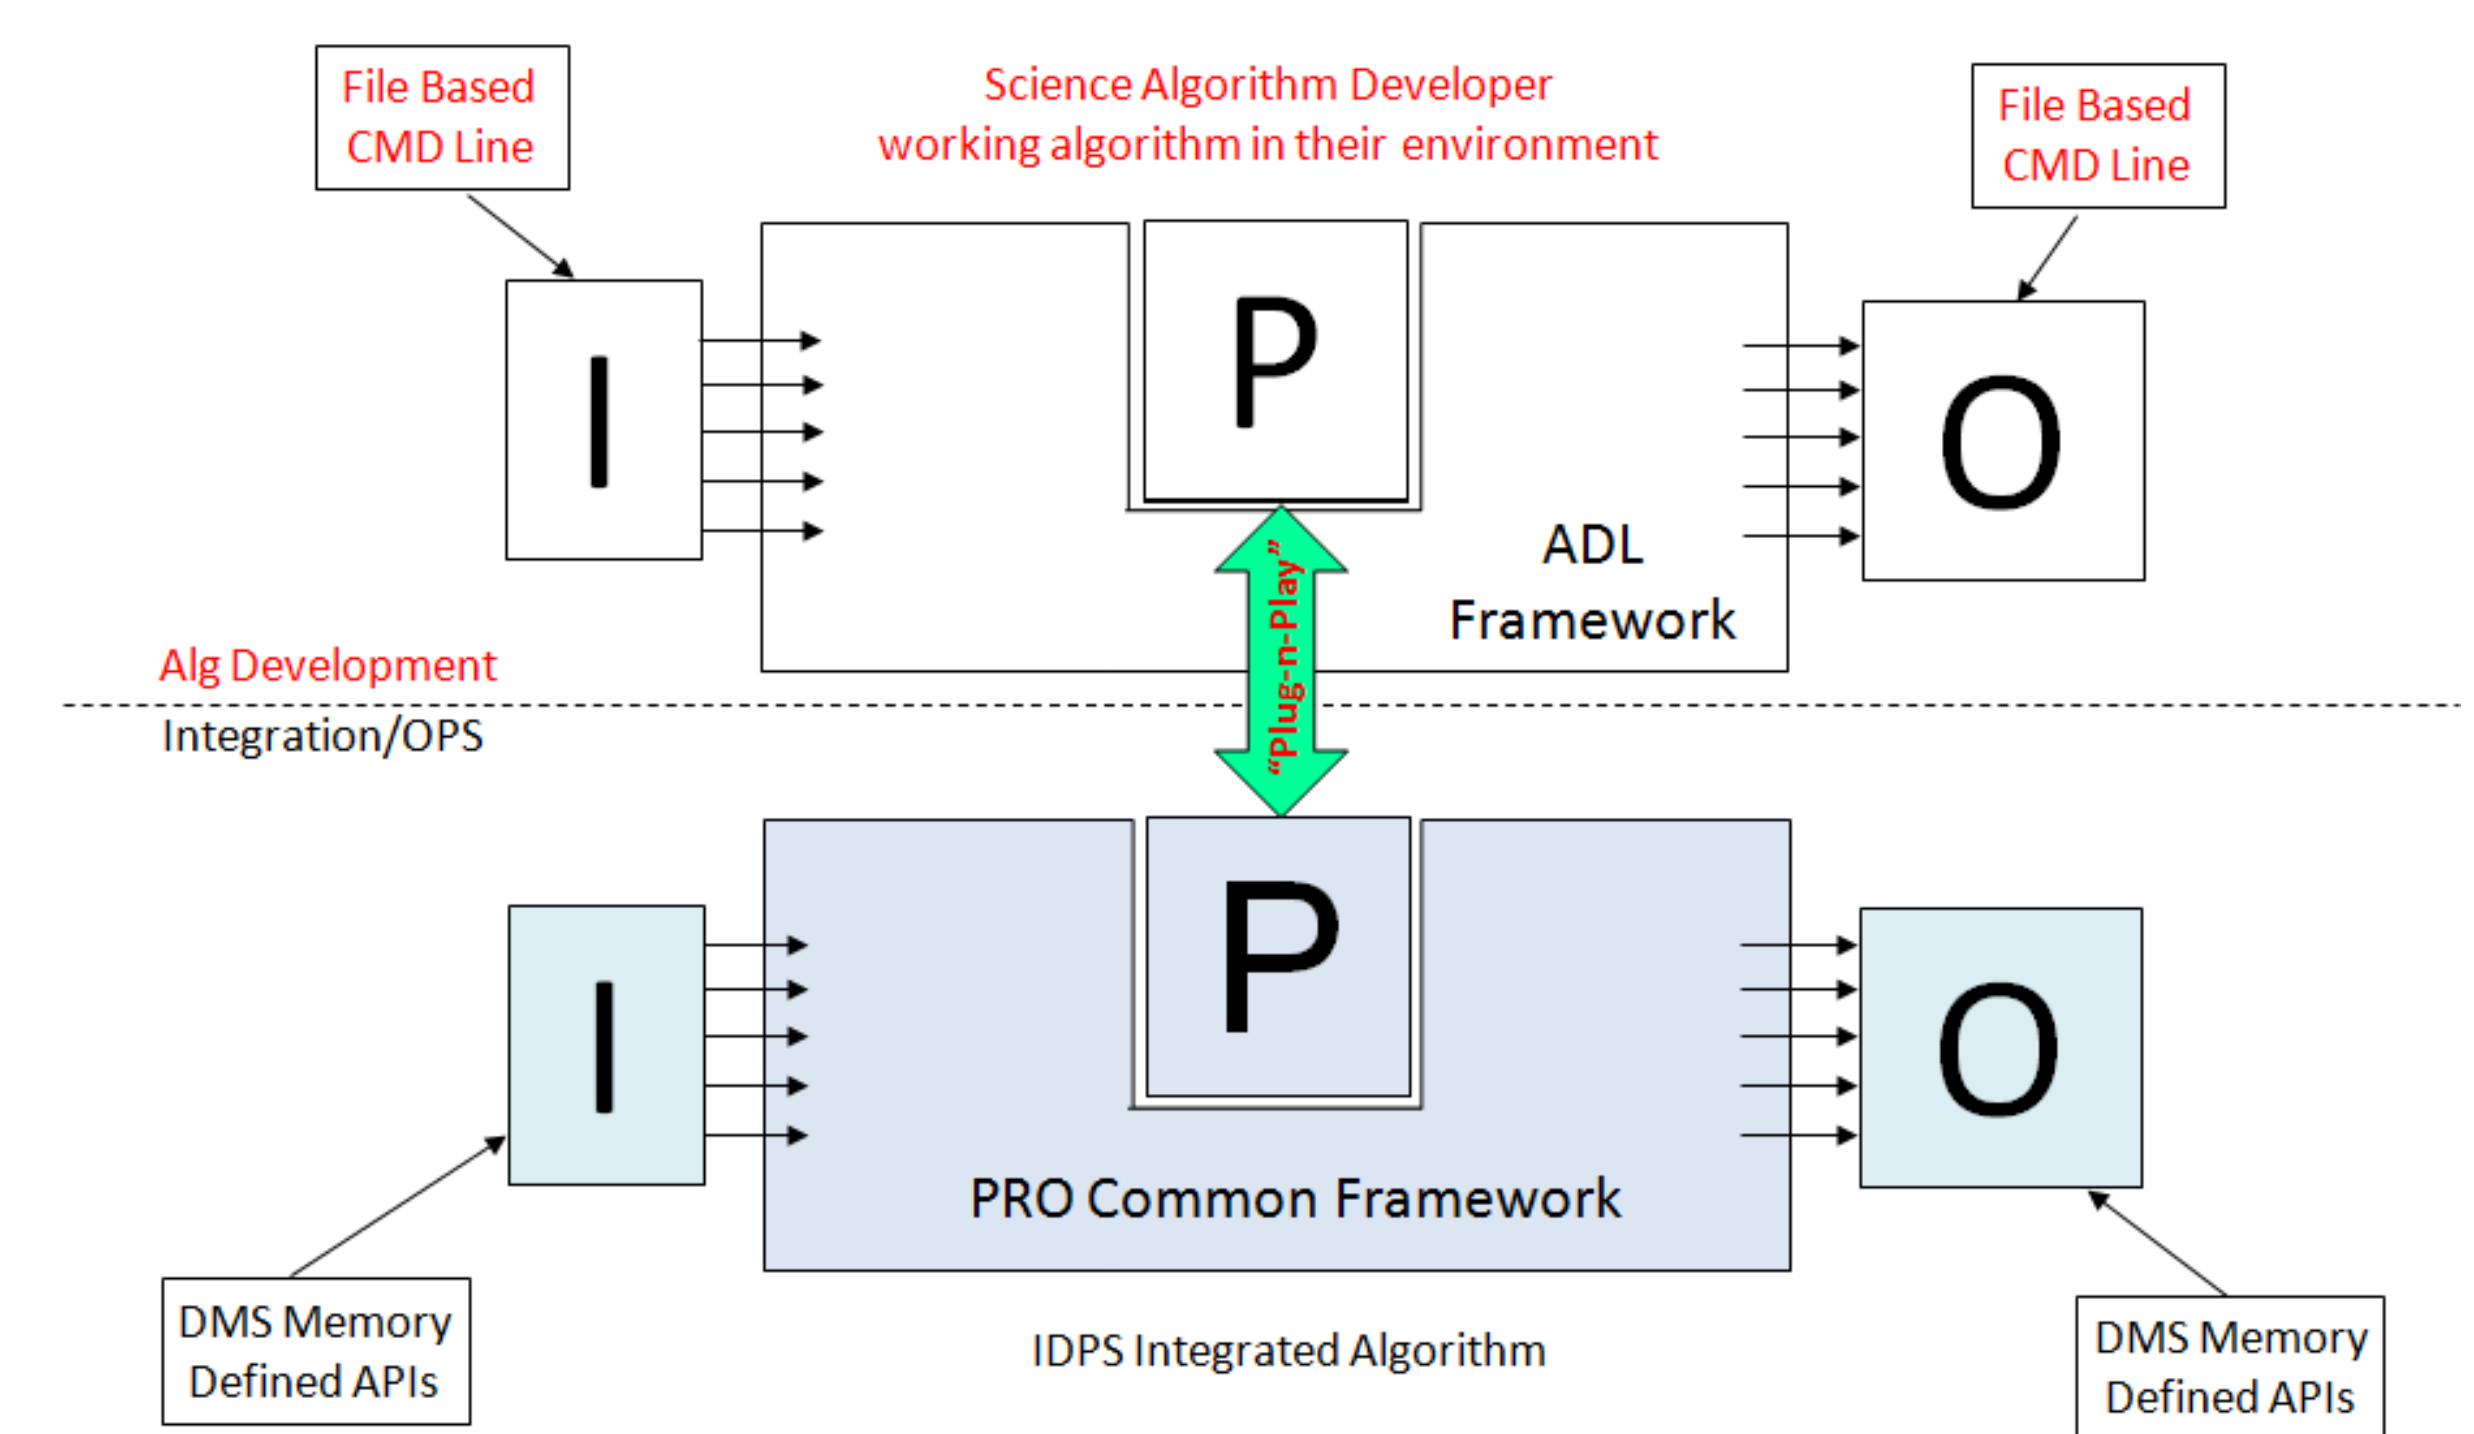 File Based
CMD Line
Science Algorithm Developer
working algorithm in their environment
File Based
CMD Line
I
P
O
ADL
Framework
"Plug-n-Play"
Alg Development
Integration/OPS
I
P
O
PRO Common Framework
DMS Memory
Defined APIs
IDPS Integrated Algorithm
DMS Memory
Defined APIs